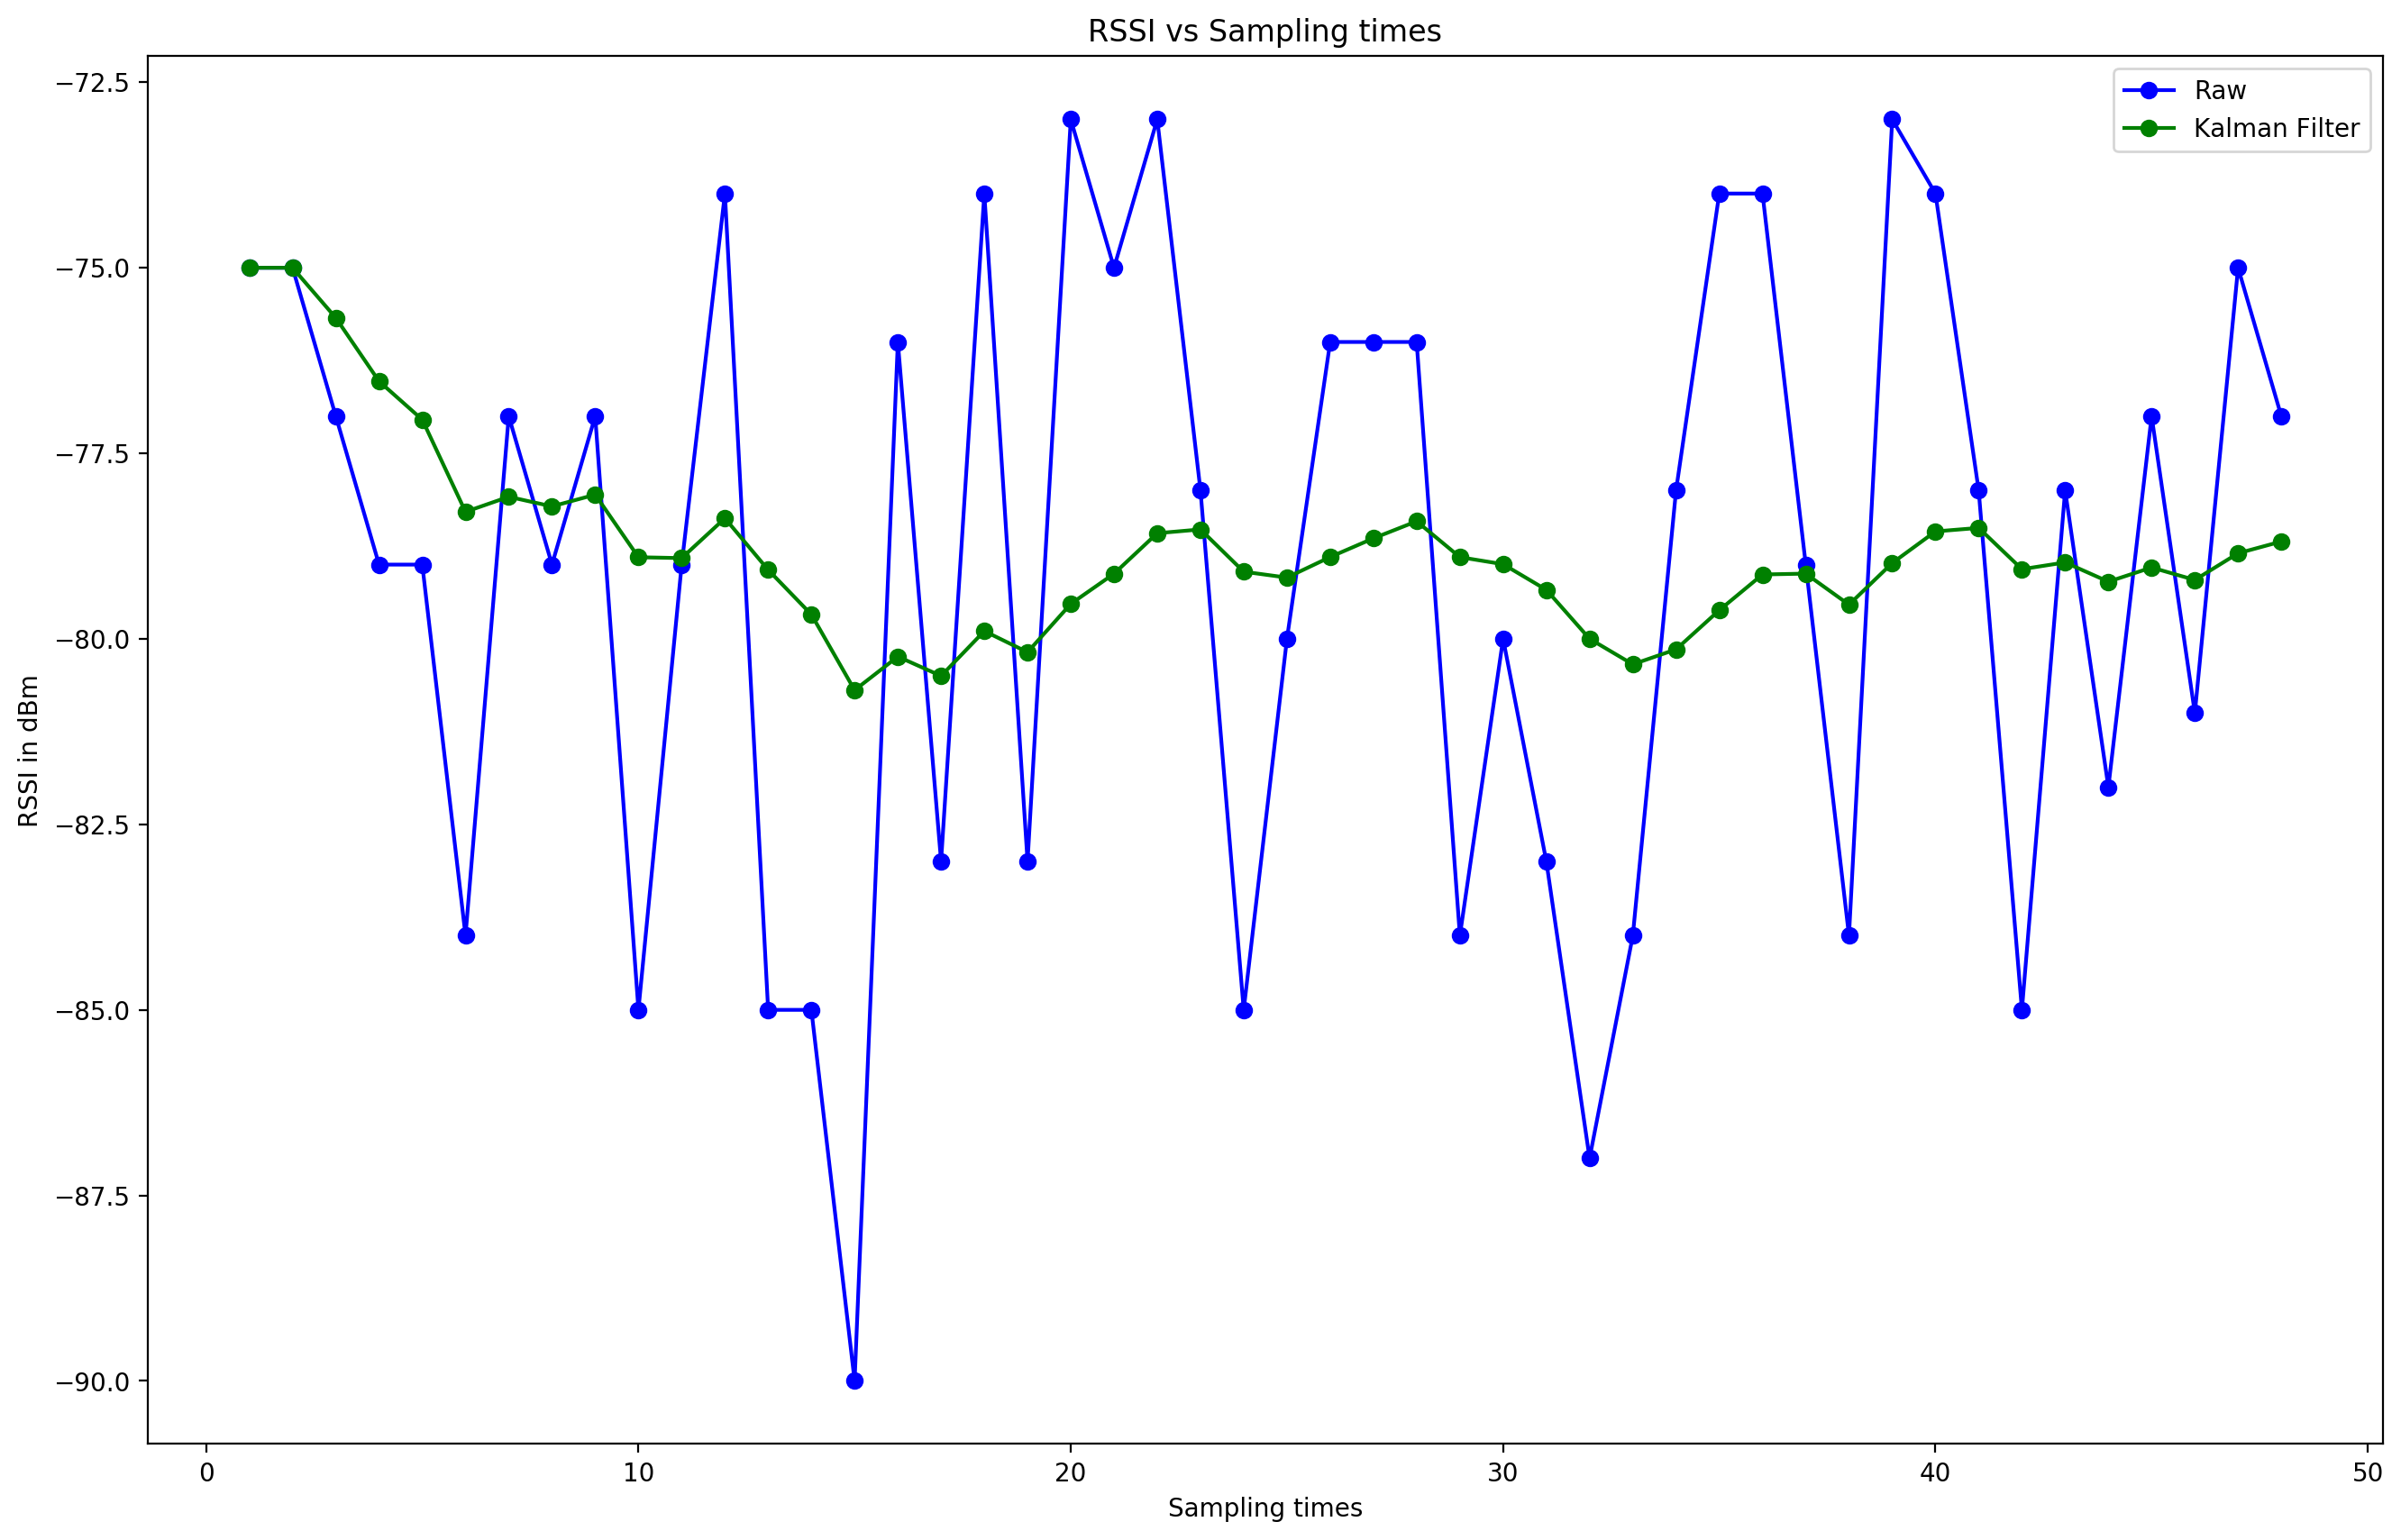 RSSI vs Sampling times
Raw
Kalman Filter
−72.5
−75.0
−77.5
−80.0
−82.5
−85.0
−87.5
−90.0
RSSI in dBm
0 10 20 30 40 50
Sampling times